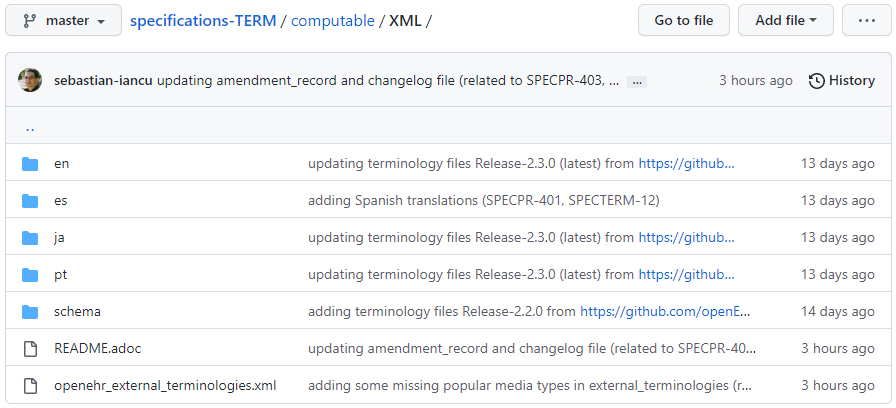 master specifications-TERM / computable / XML / Go to file Add file ...
sebastian-iancu updating amendment_record and changelog file (related to SPECPR-403, ... ... 3 hours ago History
..
en updating terminology files Release-2.3.0 (latest) from https://github... 13 days ago
es adding Spanish translations (SPECPR-401, SPECTERM-12) 13 days ago
ja updating terminology files Release-2.3.0 (latest) from https://github... 13 days ago
pt updating terminology files Release-2.3.0 (latest) from https://github... 13 days ago
schema adding terminology files Release-2.2.0 from https://github.com/openE... 14 days ago
README.adoc updating amendment_record and changelog file (related to SPECPR-40... 3 hours ago
openehr_external_terminologies.xml adding some missing popular media types in external_terminologies (r... 3 hours ago